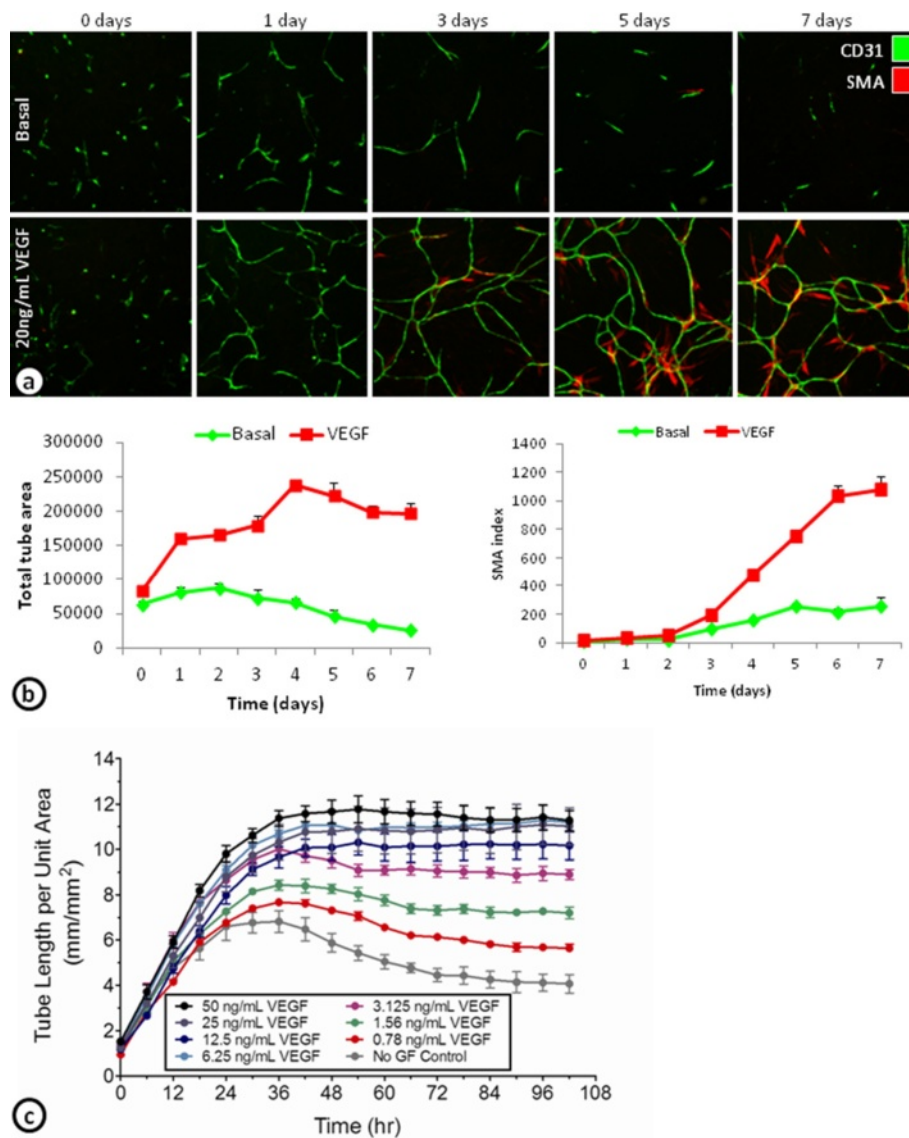 0 days 1 day 3 days 5 days 7 days
CD31
SMA
Basal
20ng/mL VEGF
a
Basal VEGF
Total tube area
300000
250000
200000
150000
100000
50000
0
0 1 2 3 4 5 6 7
Time (days)
Basal VEGF
SMA index
1400
1200
1000
800
600
400
200
0
0 1 2 3 4 5 6 7
Time (days)
b
Tube Length per Unit Area
(mm/mm²)
14
12
10
8
6
4
2
0
50 ng/mL VEGF 3.125 ng/mL VEGF
25 ng/mL VEGF 1.56 ng/mL VEGF
12.5 ng/mL VEGF 0.78 ng/mL VEGF
6.25 ng/mL VEGF No GF Control
0 12 24 36 48 60 72 84 96 108
Time (hr)
c